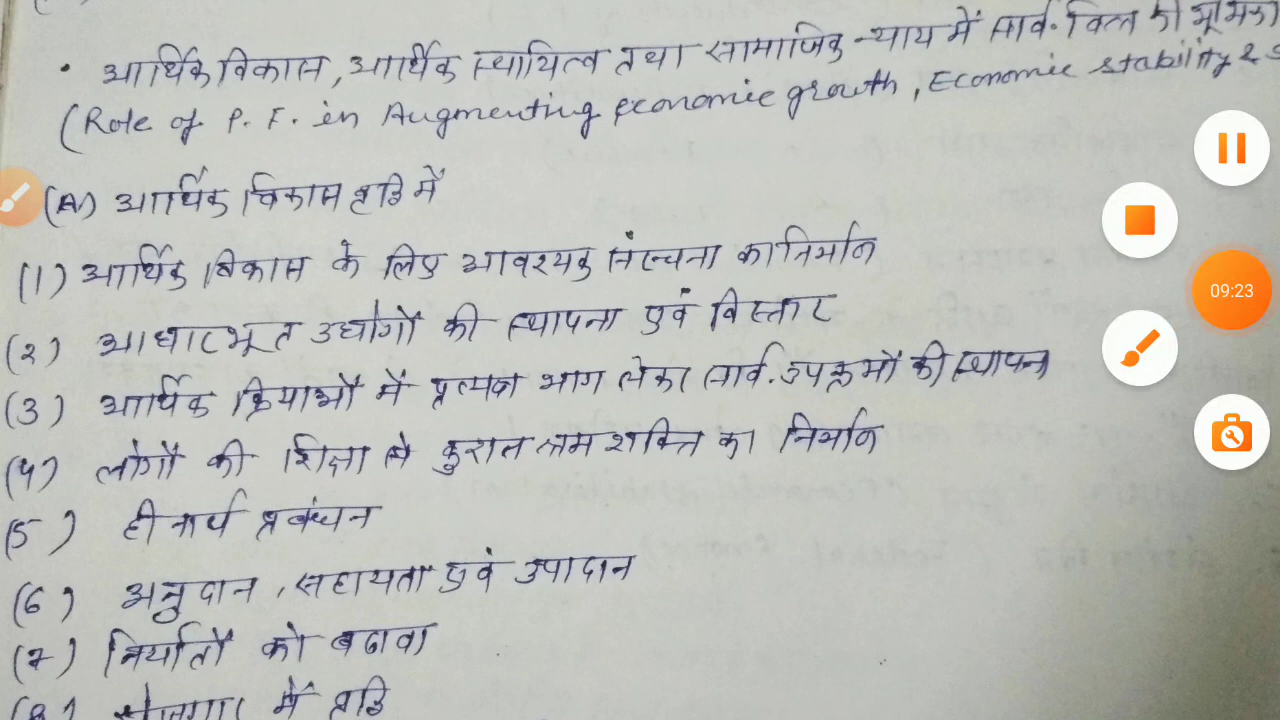 • आर्थिक विकास, आर्थिक स्थायित्व तथा सामाजिक न्याय में सार्व. वित्त की भूमिका
(Role of P. F. in Augmenting economic growth, Economic stability & S
(A) आर्थिक विकास वृद्धि में
(1) आर्थिक विकास के लिए आवश्यक संरचना का निर्माण
(2) आधारभूत उद्योगों की स्थापना एवं विस्तार
(3) आर्थिक क्रियाओं में प्रत्यक्ष भाग लेकर सार्व. उपक्रमों की स्थापना
(4) लोगों की शिक्षा से कुशल श्रम शक्ति का निर्माण
(5) हीनार्थ प्रबंधन
(6) अनुदान, सहायता एवं उपादान
(7) निर्यातों को बढावा
(8) रोजगार में वृद्धि
09:23